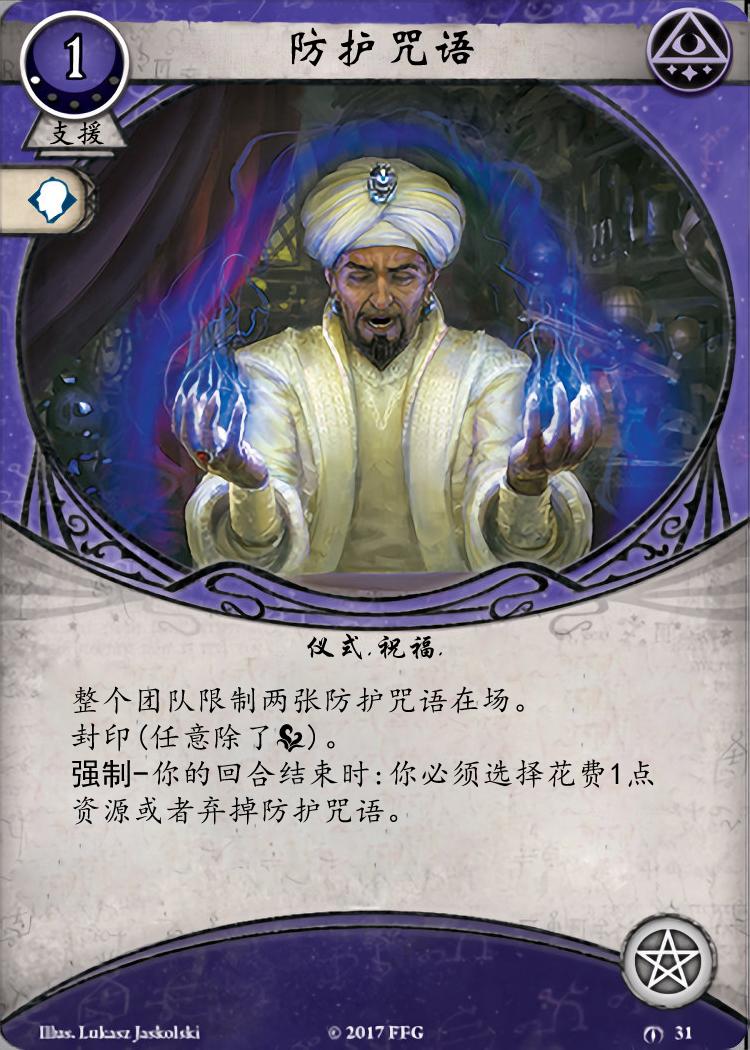 1
防护咒语
支援
仪式.祝福.
整个团队限制两张防护咒语在场。
封印(任意除了)。
强制-你的回合结束时:你必须选择花费1点
资源或者弃掉防护咒语。
Illus. Lukasz Jaskolski
© 2017 FFG
31